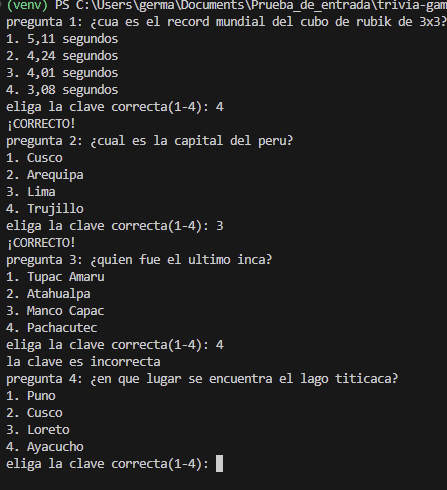 (venv) PS C:\Users\germa\Documents\Prueba_de_entrada\trivia-gam
pregunta 1: ¿cua es el record mundial del cubo de rubik de 3x3?
1. 5,11 segundos
2. 4,24 segundos
3. 4,01 segundos
4. 3,08 segundos
eliga la clave correcta(1-4): 4
¡CORRECTO!
pregunta 2: ¿cual es la capital del peru?
1. Cusco
2. Arequipa
3. Lima
4. Trujillo
eliga la clave correcta(1-4): 3
¡CORRECTO!
pregunta 3: ¿quien fue el ultimo inca?
1. Tupac Amaru
2. Atahualpa
3. Manco Capac
4. Pachacutec
eliga la clave correcta(1-4): 4
la clave es incorrecta
pregunta 4: ¿en que lugar se encuentra el lago titicaca?
1. Puno
2. Cusco
3. Loreto
4. Ayacucho
eliga la clave correcta(1-4):